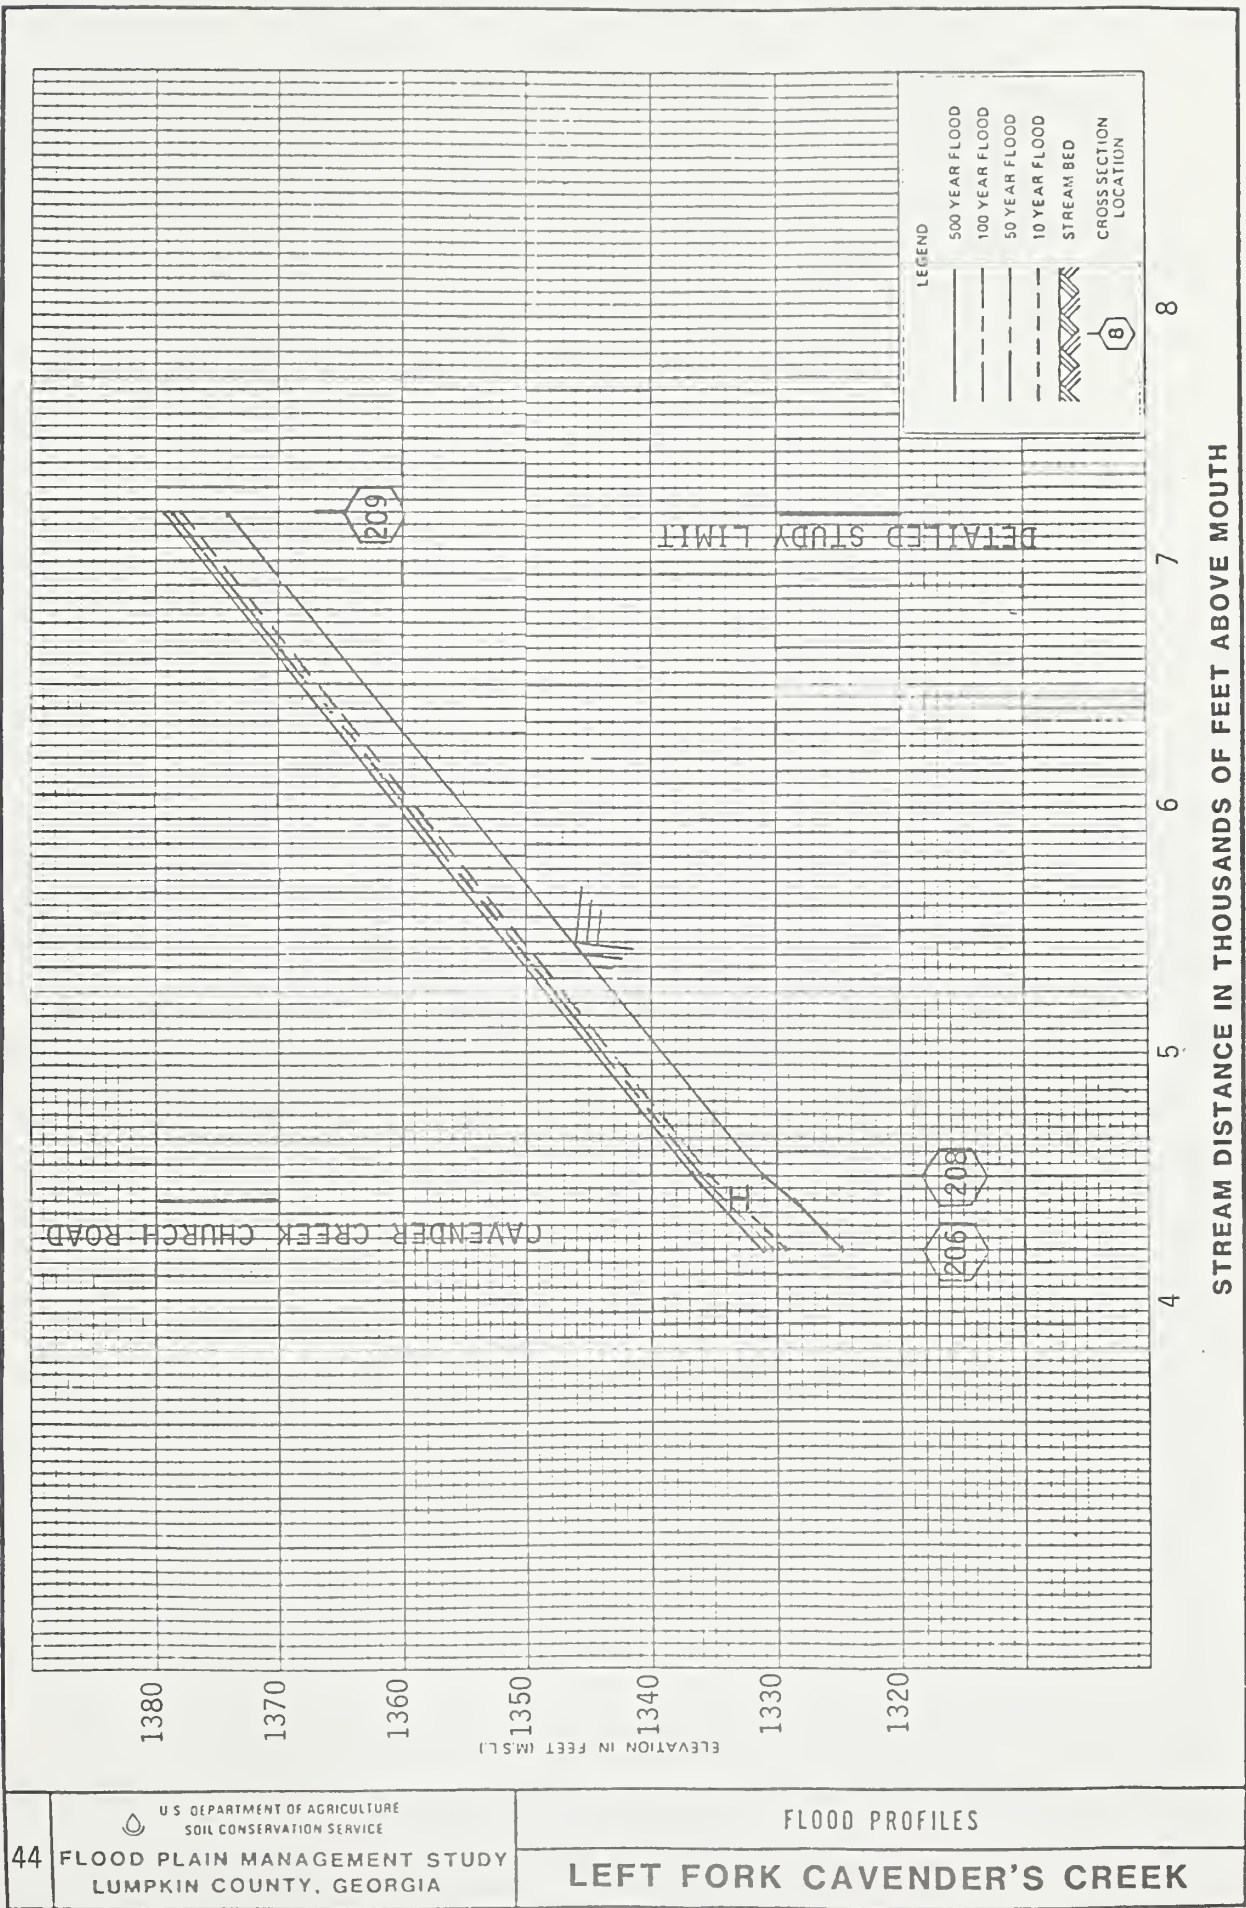 LEGEND
500 YEAR FLOOD
100 YEAR FLOOD
50 YEAR FLOOD
10 YEAR FLOOD
STREAM BED
CROSS SECTION
LOCATION
8
209
DETAILED STUDY LIMIT
CAVENDER CREEK CHURCH ROAD
208
206
4
5
6
7
8
STREAM DISTANCE IN THOUSANDS OF FEET ABOVE MOUTH
1380
1370
1360
1350
1340
1330
1320
ELEVATION IN FEET (M.S.L.)
44
U S DEPARTMENT OF AGRICULTURE
SOIL CONSERVATION SERVICE
FLOOD PLAIN MANAGEMENT STUDY
LUMPKIN COUNTY, GEORGIA
FLOOD PROFILES
LEFT FORK CAVENDER'S CREEK